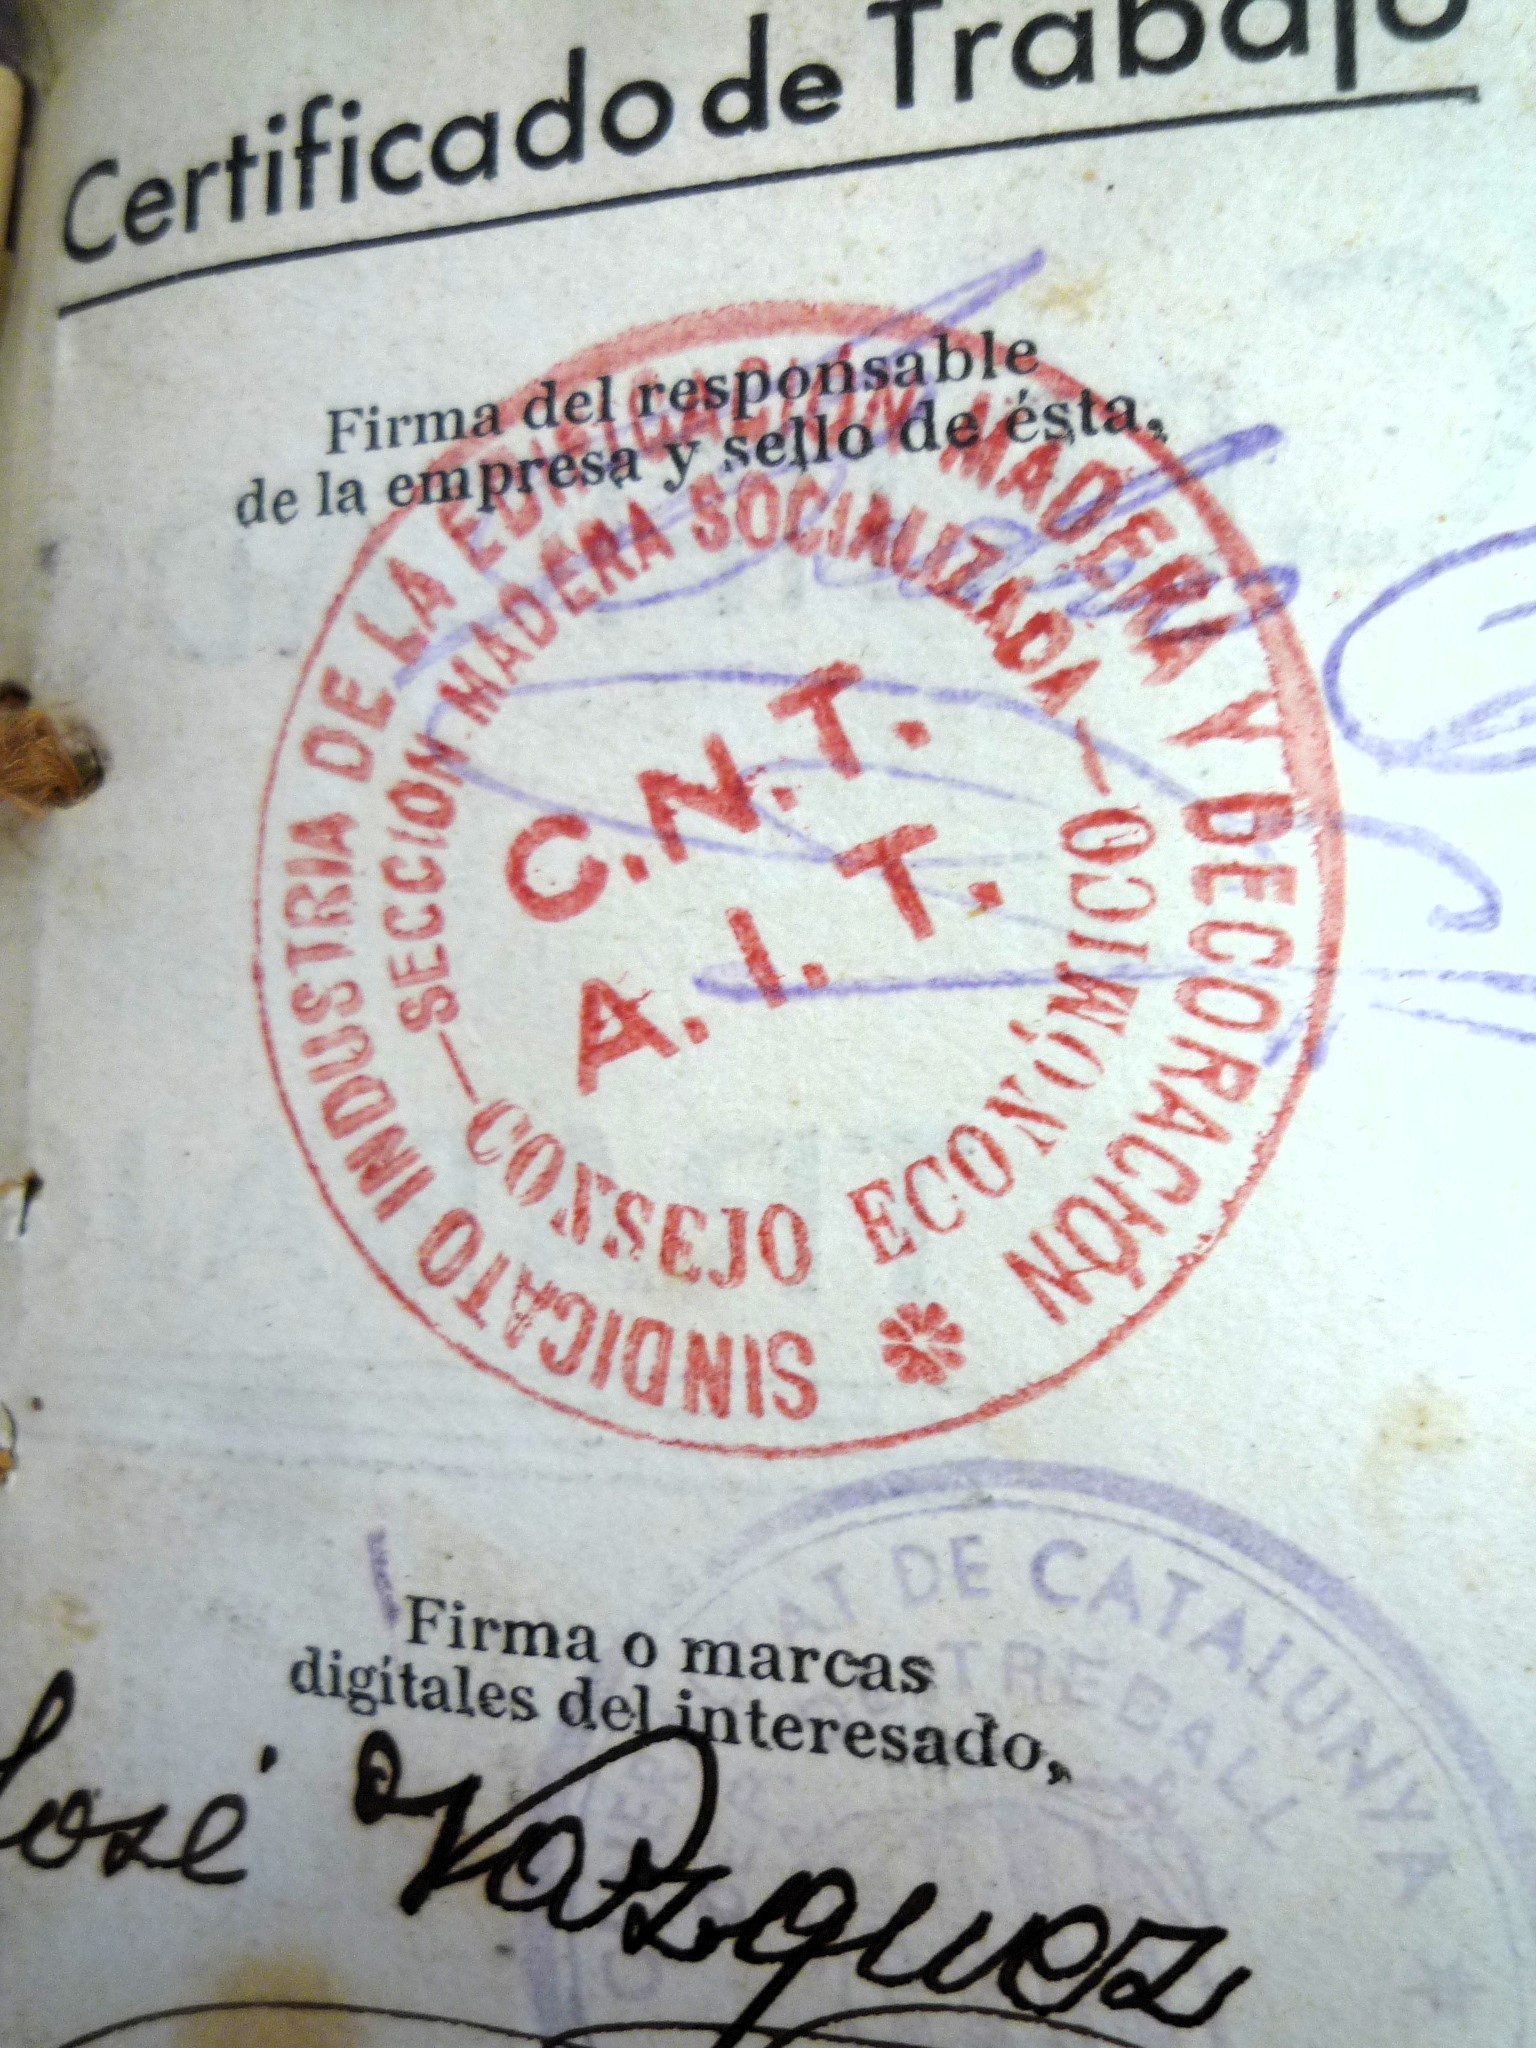 Certificado de Trabajo
Firma del responsable
de la empresa y sello de ésta,
SINDICATO INDUSTRIA DE LA EDIFICACIÓN MADERA Y DECORACIÓN
SECCION MADERA SOCIALIZADA
CONSEJO ECONÓMICO
C.N.T.
A.I.T.
Firma o marcas
digitales del interesado,
AT DE CATALUNYA
TREBALL
José Vazquez